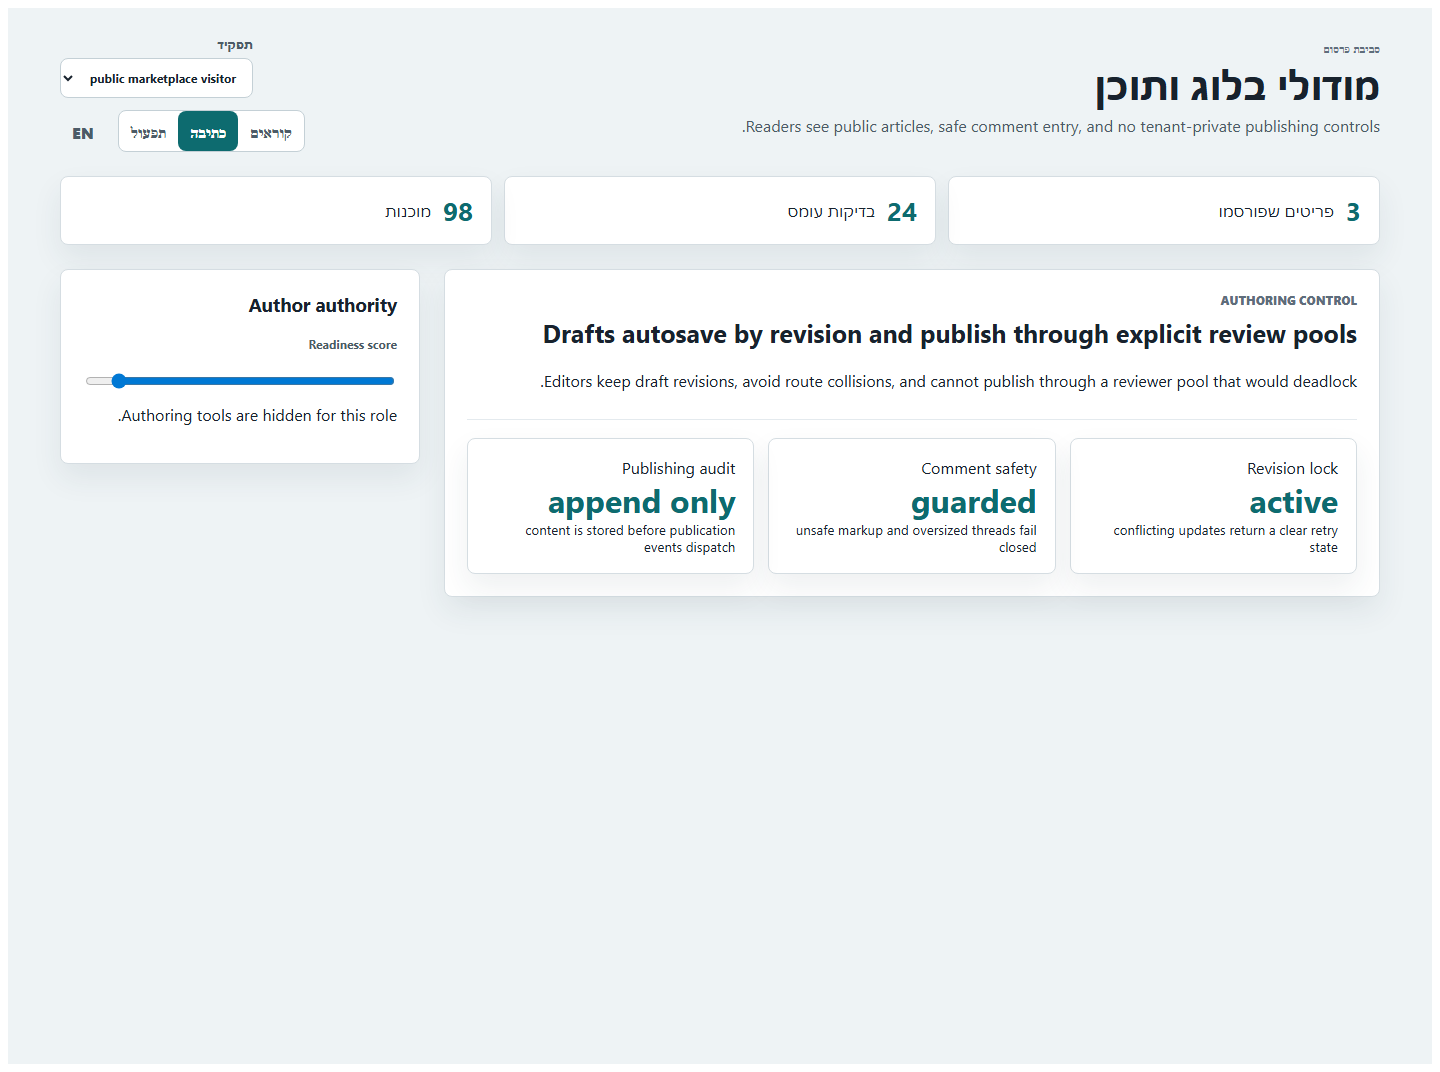 סביבת פרסום
מודולי בלוג ותוכן
Readers see public articles, safe comment entry, and no tenant-private publishing controls.
תפקיד
public marketplace visitor
קוראים
כתיבה
תפעול
EN
3 פריטים שפורסמו
24 בדיקות עומס
98 מוכנות
AUTHORING CONTROL
Drafts autosave by revision and publish through explicit review pools
Editors keep draft revisions, avoid route collisions, and cannot publish through a reviewer pool that would deadlock.
Revision lock
active
conflicting updates return a clear retry
state
Comment safety
guarded
unsafe markup and oversized threads fail
closed
Publishing audit
append only
content is stored before publication
events dispatch
Author authority
Readiness score
Authoring tools are hidden for this role.